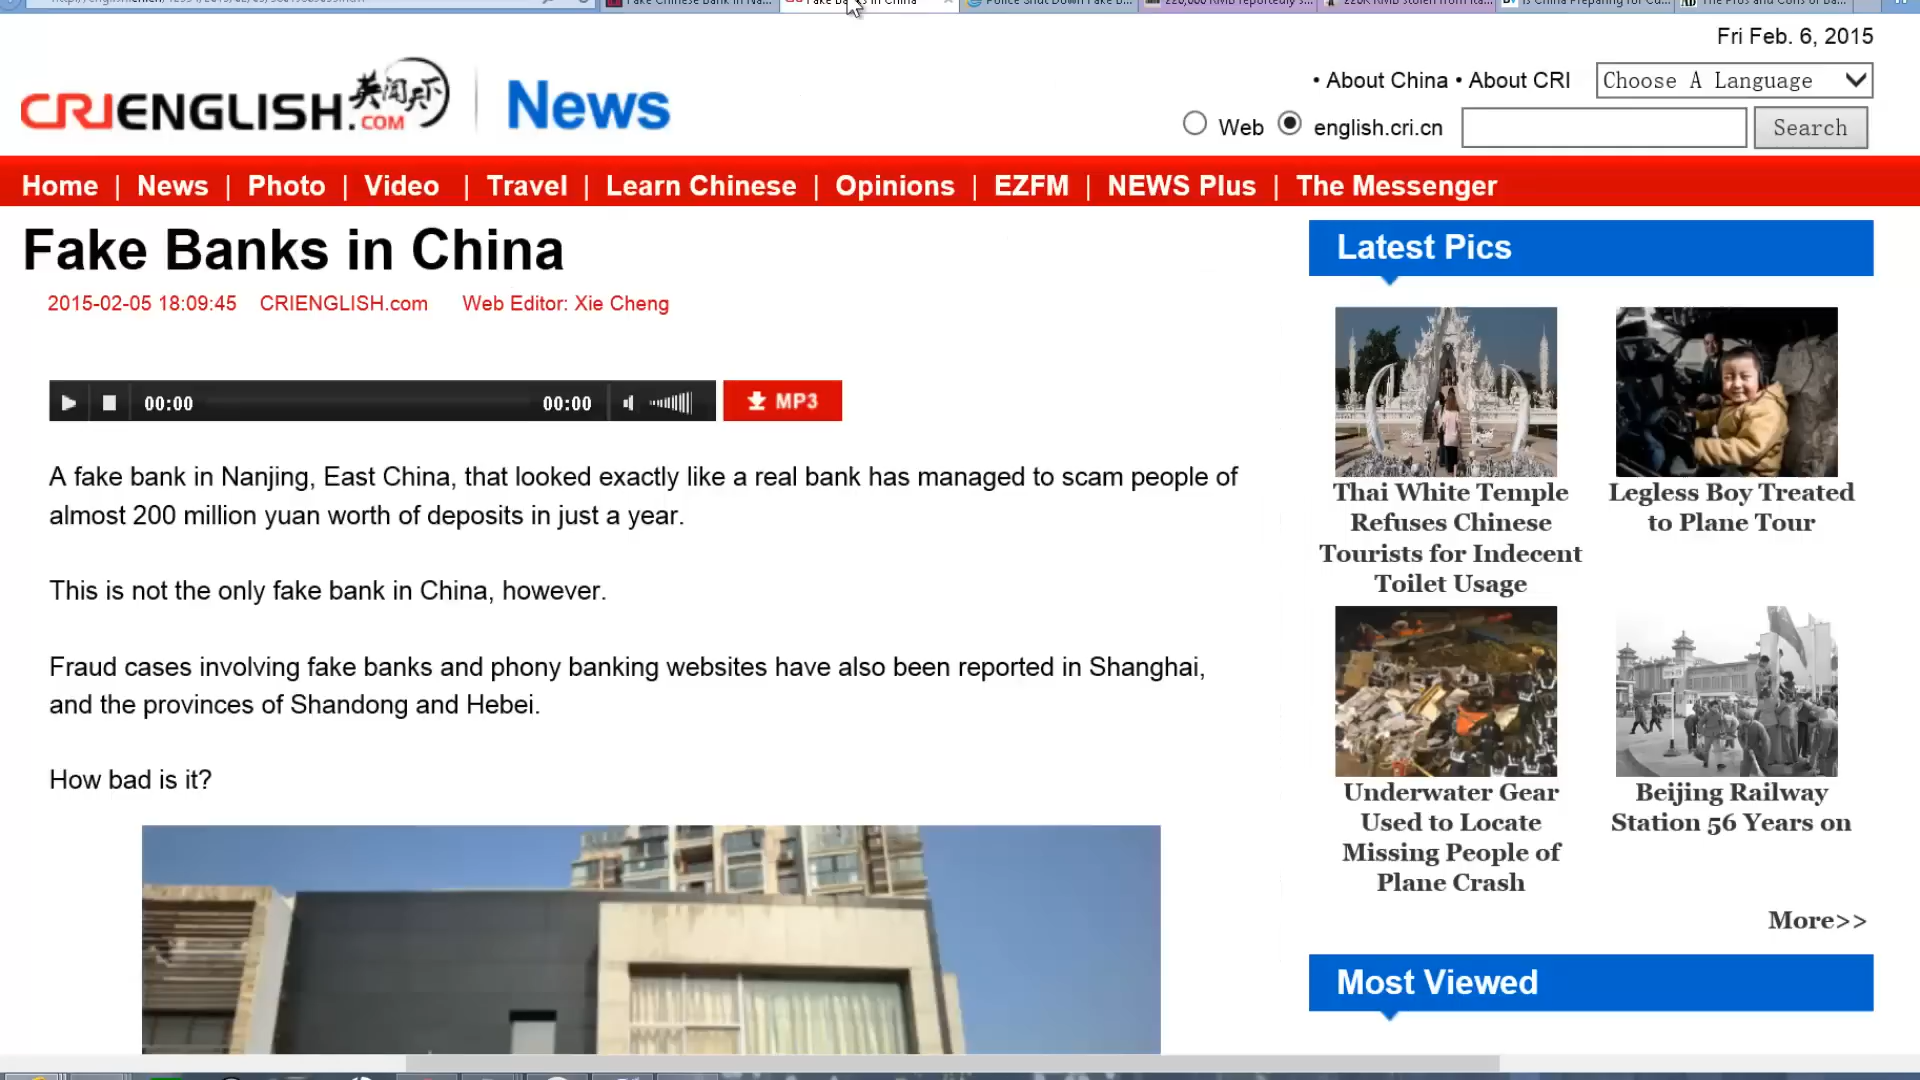 Fri Feb. 6, 2015
• About China • About CRI
Choose A Language
CRIENGLISH.COM 英闻天下
News
Web
english.cri.cn
Search
Home | News | Photo | Video | Travel | Learn Chinese | Opinions | EZFM | NEWS Plus | The Messenger
Fake Banks in China
2015-02-05 18:09:45 CRIENGLISH.com Web Editor: Xie Cheng
00:00
00:00
MP3
A fake bank in Nanjing, East China, that looked exactly like a real bank has managed to scam people of
almost 200 million yuan worth of deposits in just a year.
This is not the only fake bank in China, however.
Fraud cases involving fake banks and phony banking websites have also been reported in Shanghai,
and the provinces of Shandong and Hebei.
How bad is it?
Latest Pics
Thai White Temple
Refuses Chinese
Tourists for Indecent
Toilet Usage
Legless Boy Treated
to Plane Tour
Underwater Gear
Used to Locate
Missing People of
Plane Crash
Beijing Railway
Station 56 Years on
More>>
Most Viewed